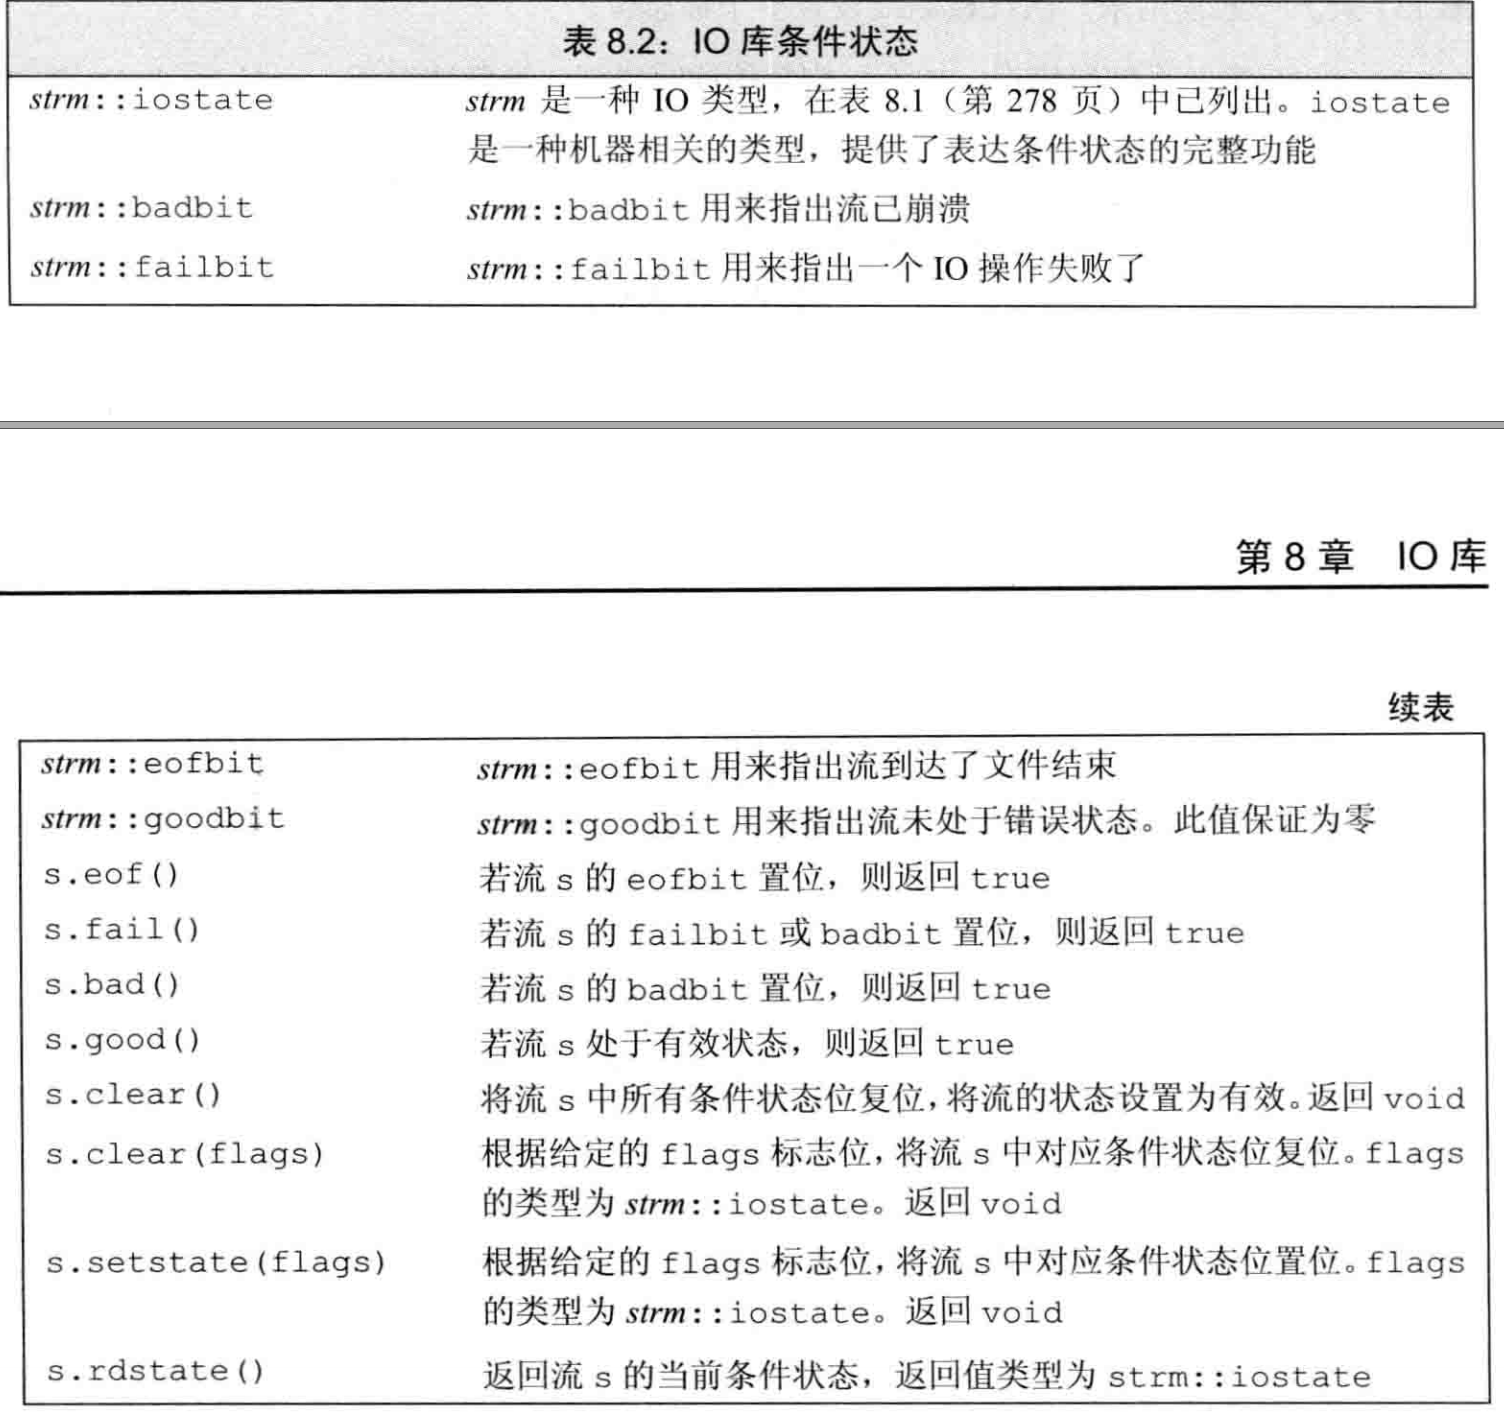 表 8.2：IO 库条件状态
strm::iostate strm 是一种 IO 类型，在表 8.1（第 278 页）中已列出。iostate
是一种机器相关的类型，提供了表达条件状态的完整功能
strm::badbit strm::badbit 用来指出流已崩溃
strm::failbit strm::failbit 用来指出一个 IO 操作失败了
第 8 章 IO 库
续表
strm::eofbit strm::eofbit 用来指出流到达了文件结束
strm::goodbit strm::goodbit 用来指出流未处于错误状态。此值保证为零
s.eof() 若流 s 的 eofbit 置位，则返回 true
s.fail() 若流 s 的 failbit 或 badbit 置位，则返回 true
s.bad() 若流 s 的 badbit 置位，则返回 true
s.good() 若流 s 处于有效状态，则返回 true
s.clear() 将流 s 中所有条件状态位复位，将流的状态设置为有效。返回 void
s.clear(flags) 根据给定的 flags 标志位，将流 s 中对应条件状态位复位。flags
的类型为 strm::iostate。返回 void
s.setstate(flags) 根据给定的 flags 标志位，将流 s 中对应条件状态位置位。flags
的类型为 strm::iostate。返回 void
s.rdstate() 返回流 s 的当前条件状态，返回值类型为 strm::iostate